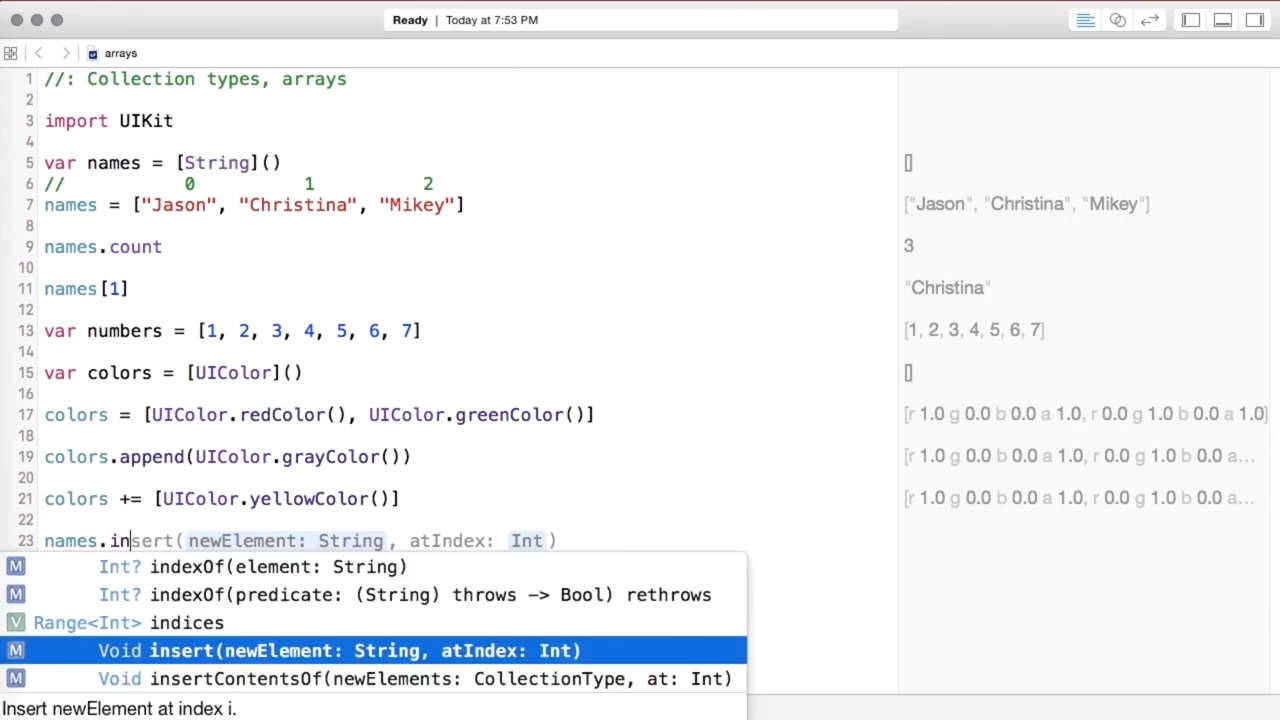 Ready | Today at 7:53 PM
arrays
1 //: Collection types, arrays
2
3 import UIKit
4
5 var names = [String]() []
6 // 0 1 2
7 names = ["Jason", "Christina", "Mikey"] ["Jason", "Christina", "Mikey"]
8
9 names.count 3
10
11 names[1] "Christina"
12
13 var numbers = [1, 2, 3, 4, 5, 6, 7] [1, 2, 3, 4, 5, 6, 7]
14
15 var colors = [UIColor]() []
16
17 colors = [UIColor.redColor(), UIColor.greenColor()] [r 1.0 g 0.0 b 0.0 a 1.0, r 0.0 g 1.0 b 0.0 a 1.0]
18
19 colors.append(UIColor.grayColor()) [r 1.0 g 0.0 b 0.0 a 1.0, r 0.0 g 1.0 b 0.0 a...
20
21 colors += [UIColor.yellowColor()] [r 1.0 g 0.0 b 0.0 a 1.0, r 0.0 g 1.0 b 0.0 a...
22
23 names.insert(newElement: String, atIndex: Int)
M Int? indexOf(element: String)
M Int? indexOf(predicate: (String) throws -> Bool) rethrows
V Range<Int> indices
M Void insert(newElement: String, atIndex: Int)
M Void insertContentsOf(newElements: CollectionType, at: Int)
Insert newElement at index i.